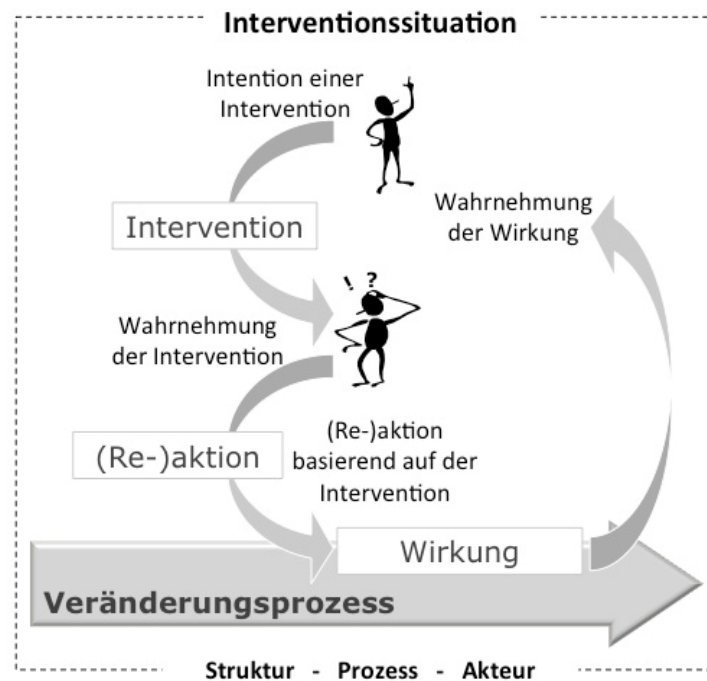 Interventionssituation
Intention einer
Intervention
Intervention
Wahrnehmung
der Wirkung
! ?
Wahrnehmung
der Intervention
(Re-)aktion
(Re-)aktion
basierend auf der
Intervention
Wirkung
Veränderungsprozess
Struktur - Prozess - Akteur